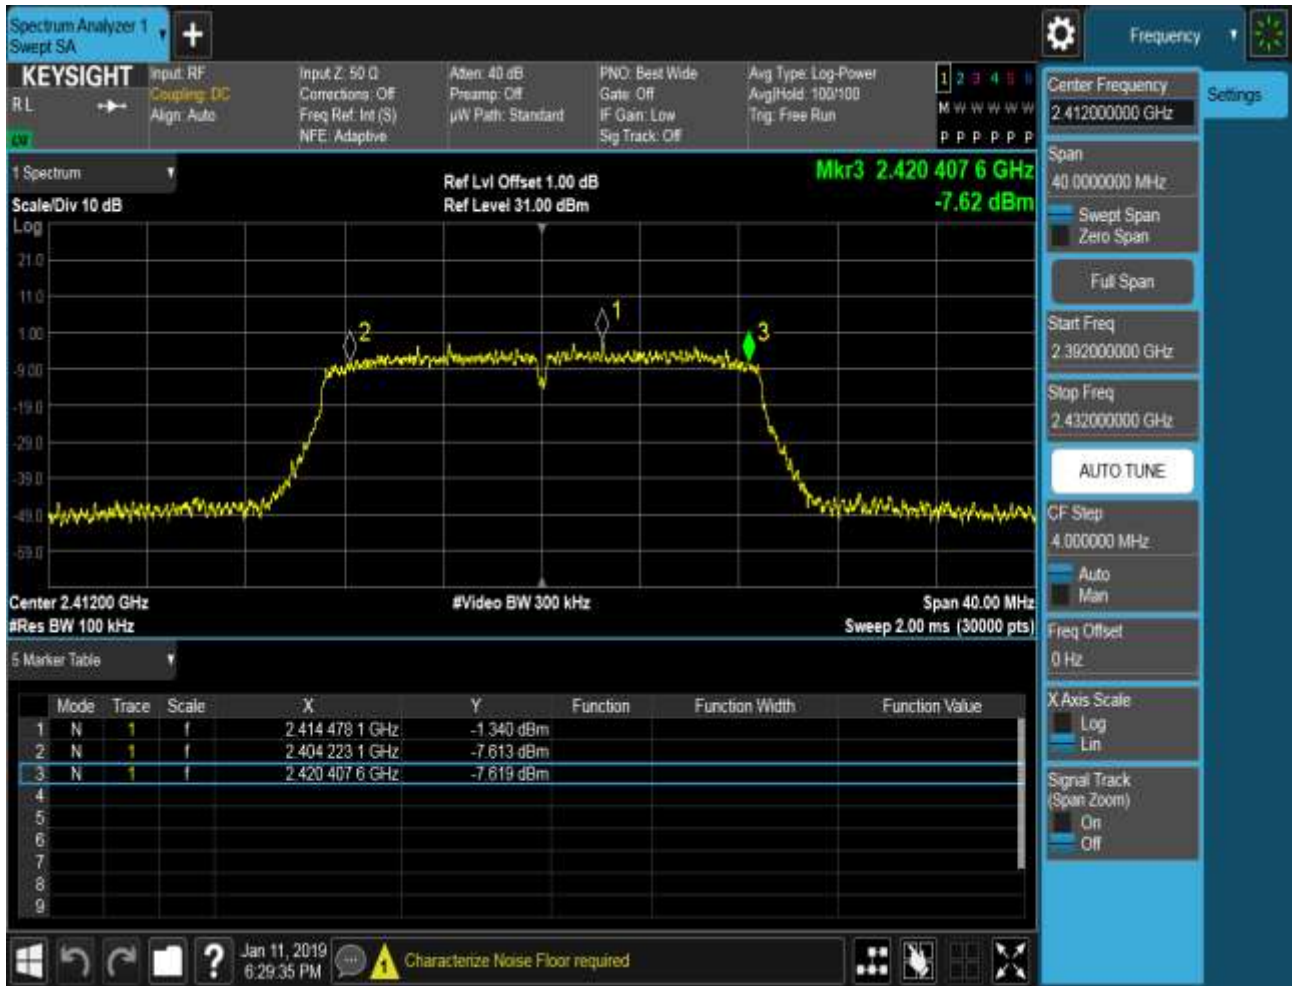 Spectrum Analyzer 1
Swept SA
+
Frequency
KEYSIGHT
Input: RF
Coupling: DC
Align: Auto
Input Z: 50 Ω
Corrections: Off
Freq Ref: Int (S)
NFE: Adaptive
Atten: 40 dB
Preamp: Off
µW Path: Standard
PNO: Best Wide
Gate: Off
IF Gain: Low
Sig Track: Off
Avg Type: Log-Power
Avg|Hold: 100/100
Trig: Free Run
1 2 3 4 5 6
M W W W W W
P P P P P P
R L
1 Spectrum
Scale/Div 10 dB
Ref Lvl Offset 1.00 dB
Ref Level 31.00 dBm
Mkr3 2.420 407 6 GHz
-7.62 dBm
Log
21.0
11.0
1.00
-9.00
-19.0
-29.0
-39.0
-49.0
-59.0
2
1
3
Center 2.41200 GHz
#Res BW 100 kHz
#Video BW 300 kHz
Span 40.00 MHz
Sweep 2.00 ms (30000 pts)
5 Marker Table
Mode Trace Scale X Y Function Function Width Function Value
1 N 1 f 2.414 478 1 GHz -1.340 dBm
2 N 1 f 2.404 223 1 GHz -7.613 dBm
3 N 1 f 2.420 407 6 GHz -7.619 dBm
4
5
6
7
8
9
Jan 11, 2019
6:29:35 PM
?
1
Characterize Noise Floor required
Center Frequency
2.412000000 GHz
Settings
Span
40.0000000 MHz
Swept Span
Zero Span
Full Span
Start Freq
2.392000000 GHz
Stop Freq
2.432000000 GHz
AUTO TUNE
CF Step
4.000000 MHz
Auto
Man
Freq Offset
0 Hz
X Axis Scale
Log
Lin
Signal Track
(Span Zoom)
On
Off